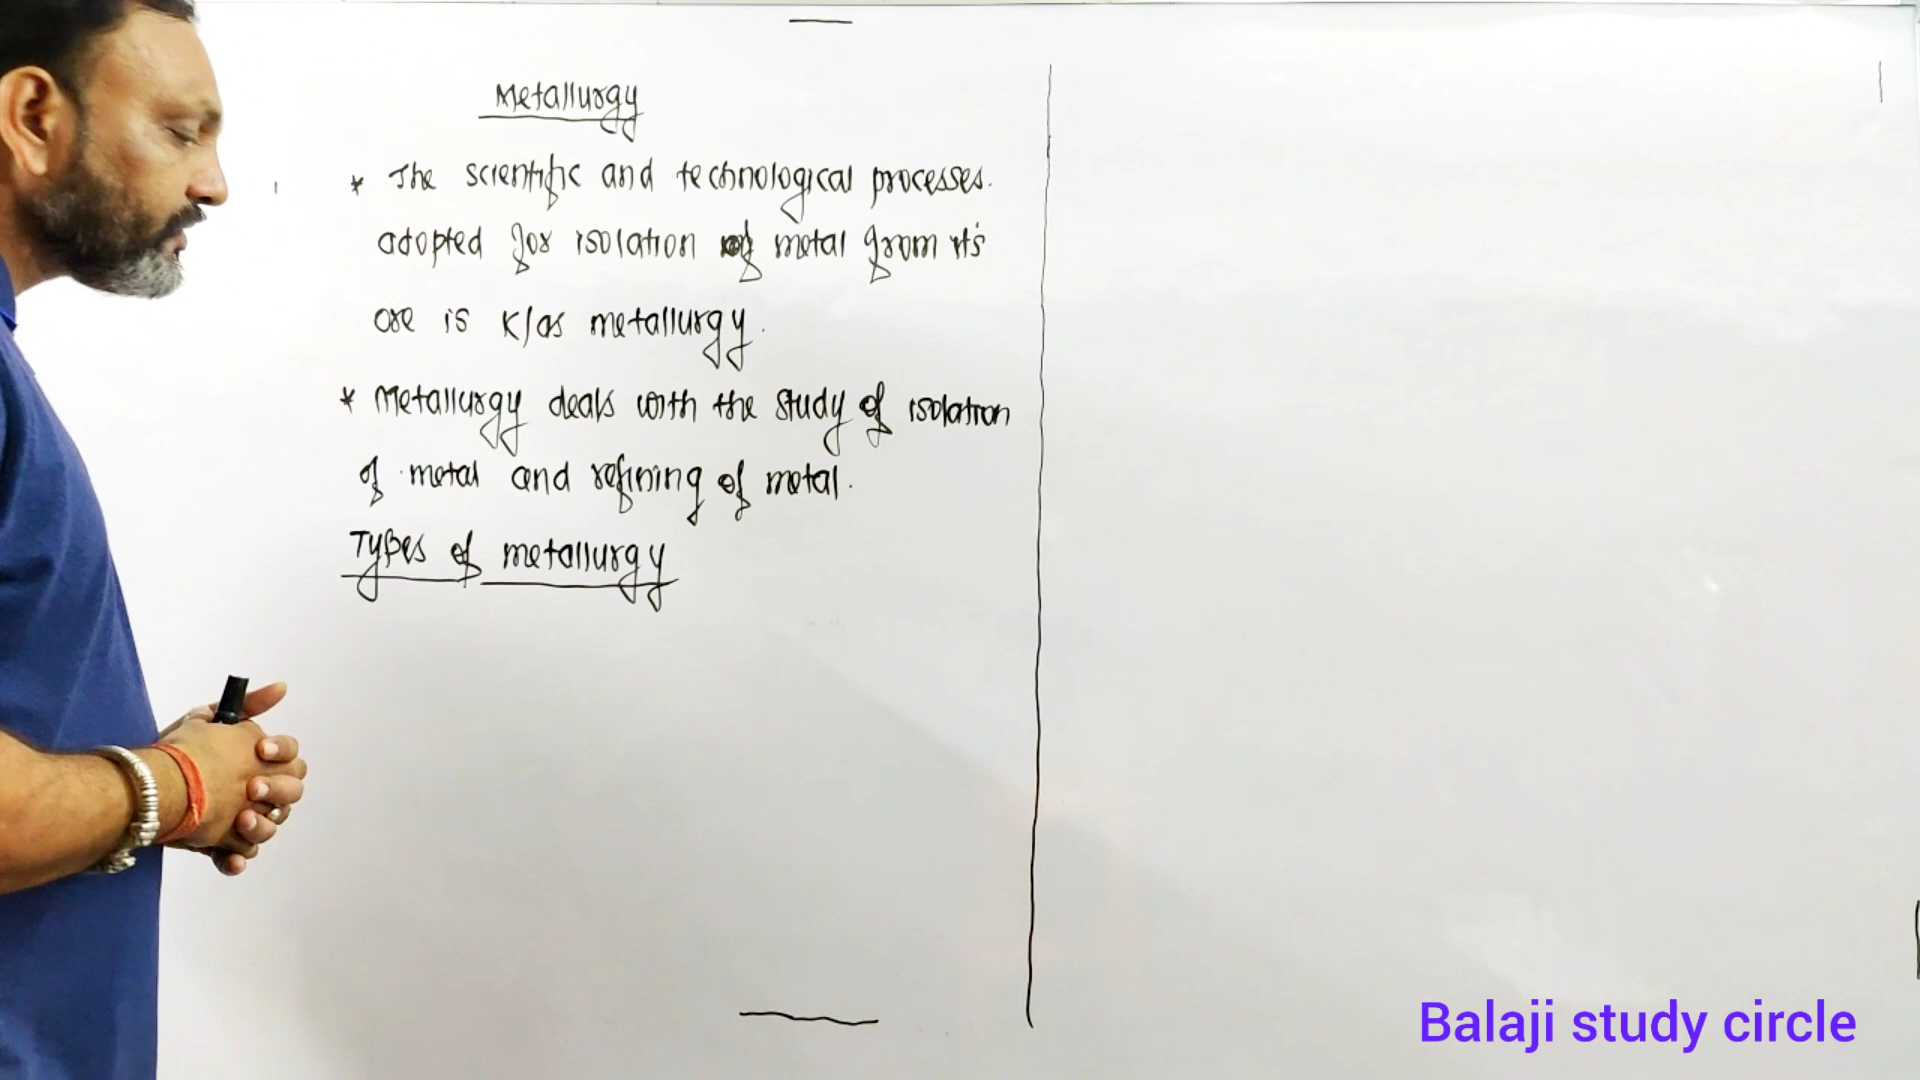 Metallurgy
* The scientific and technological processes.
adopted for isolation of metal from it's
ore is K/as metallurgy.
* Metallurgy deals with the study of isolation
of metal and refining of metal.
Types of metallurgy
Balaji study circle